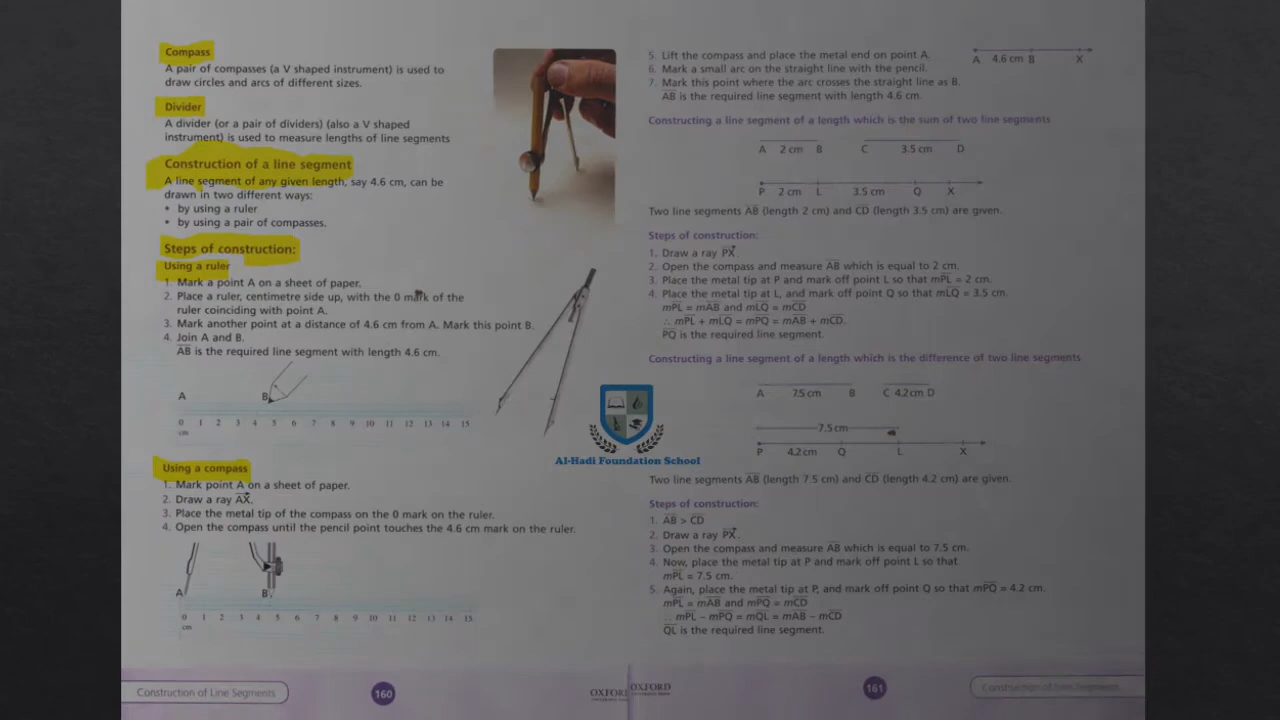 Compass
A pair of compasses (a V shaped instrument) is used to
draw circles and arcs of different sizes.
Divider
A divider (or a pair of dividers) (also a V shaped
instrument) is used to measure lengths of line segments
Construction of a line segment
A line segment of any given length, say 4.6 cm, can be
drawn in two different ways:
• by using a ruler
• by using a pair of compasses.
Steps of construction:
Using a ruler
1. Mark a point A on a sheet of paper.
2. Place a ruler, centimetre side up, with the 0 mark of the
ruler coinciding with point A.
3. Mark another point at a distance of 4.6 cm from A. Mark this point B.
4. Join A and B.
AB is the required line segment with length 4.6 cm.
A B
0 1 2 3 4 5 6 7 8 9 10 11 12 13 14 15
cm
Using a compass
1. Mark point A on a sheet of paper.
2. Draw a ray AX.
3. Place the metal tip of the compass on the 0 mark on the ruler.
4. Open the compass until the pencil point touches the 4.6 cm mark on the ruler.
A B
0 1 2 3 4 5 6 7 8 9 10 11 12 13 14 15
cm
Construction of Line Segments
160
OXFORD
Al-Hadi Foundation School
5. Lift the compass and place the metal end on point A.
6. Mark a small arc on the straight line with the pencil.
7. Mark this point where the arc crosses the straight line as B.
AB is the required line segment with length 4.6 cm.
A 4.6 cm B X
Constructing a line segment of a length which is the sum of two line segments
A 2 cm B C 3.5 cm D
P 2 cm L 3.5 cm Q X
Two line segments AB (length 2 cm) and CD (length 3.5 cm) are given.
Steps of construction:
1. Draw a ray PX.
2. Open the compass and measure AB which is equal to 2 cm.
3. Place the metal tip at P and mark off point L so that mPL = 2 cm.
4. Place the metal tip at L, and mark off point Q so that mLQ = 3.5 cm.
mPL = mAB and mLQ = mCD
∴ mPL + mLQ = mPQ = mAB + mCD.
PQ is the required line segment.
Constructing a line segment of a length which is the difference of two line segments
A 7.5 cm B C 4.2 cm D
7.5 cm
P 4.2 cm Q L X
Two line segments AB (length 7.5 cm) and CD (length 4.2 cm) are given.
Steps of construction:
1. AB > CD
2. Draw a ray PX.
3. Open the compass and measure AB which is equal to 7.5 cm.
4. Now, place the metal tip at P and mark off point L so that
mPL = 7.5 cm.
5. Again, place the metal tip at P, and mark off point Q so that mPQ = 4.2 cm.
mPL = mAB and mPQ = mCD
∴ mPL − mPQ = mQL = mAB − mCD
QL is the required line segment.
OXFORD
161
Construction of Line Segments